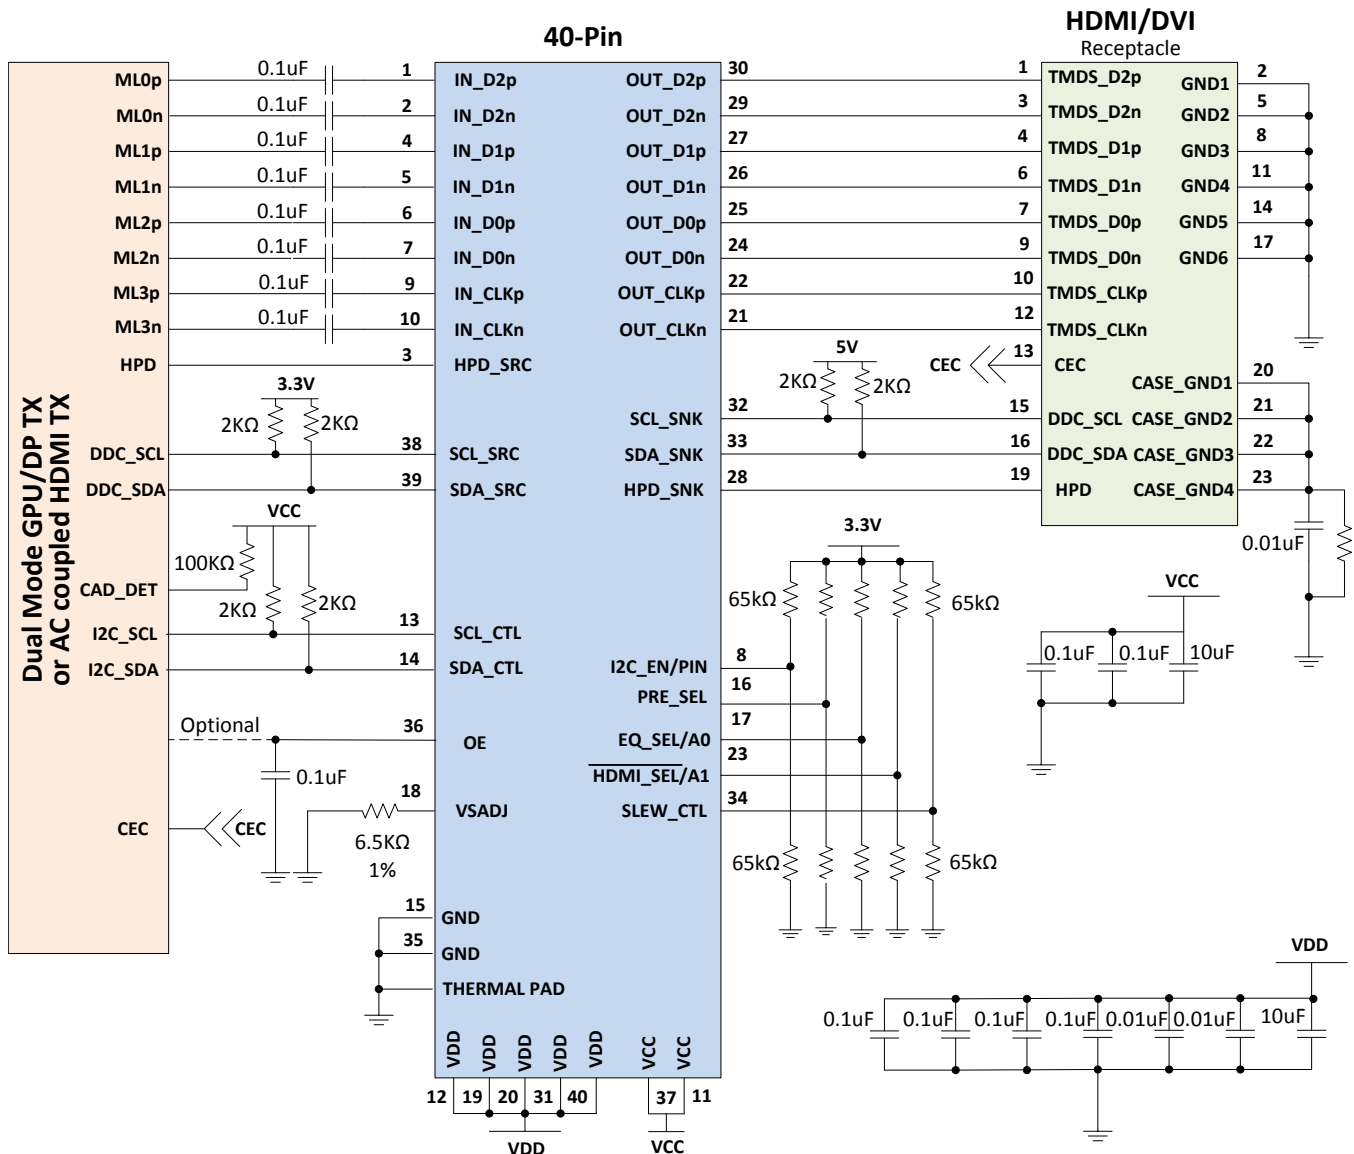 40-Pin
HDMI/DVI
Receptacle
Dual Mode GPU/DP TX
or AC coupled HDMI TX
ML0p 0.1uF 1 IN_D2p OUT_D2p 30 1 TMDS_D2p GND1 2
ML0n 0.1uF 2 IN_D2n OUT_D2n 29 3 TMDS_D2n GND2 5
ML1p 0.1uF 4 IN_D1p OUT_D1p 27 4 TMDS_D1p GND3 8
ML1n 0.1uF 5 IN_D1n OUT_D1n 26 6 TMDS_D1n GND4 11
ML2p 0.1uF 6 IN_D0p OUT_D0p 25 7 TMDS_D0p GND5 14
ML2n 0.1uF 7 IN_D0n OUT_D0n 24 9 TMDS_D0n GND6 17
ML3p 0.1uF 9 IN_CLKp OUT_CLKp 22 10 TMDS_CLKp
ML3n 0.1uF 10 IN_CLKn OUT_CLKn 21 12 TMDS_CLKn
HPD 3 HPD_SRC 5V CEC 13 CEC
3.3V 2KΩ 2KΩ CASE_GND1 20
2KΩ 2KΩ SCL_SNK 32 15 DDC_SCL CASE_GND2 21
DDC_SCL 38 SCL_SRC SDA_SNK 33 16 DDC_SDA CASE_GND3 22
DDC_SDA 39 SDA_SRC HPD_SNK 28 19 HPD CASE_GND4 23
VCC 3.3V 0.01uF
100KΩ
CAD_DET 2KΩ 2KΩ 65kΩ 65kΩ VCC
I2C_SCL 13 SCL_CTL
I2C_SDA 14 SDA_CTL I2C_EN/PIN 8 0.1uF 0.1uF 10uF
PRE_SEL 16
Optional 36 OE EQ_SEL/A0 17
0.1uF HDMI_SEL/A1 23
18 VSADJ SLEW_CTL 34
CEC CEC
6.5KΩ 65kΩ 65kΩ
1%
15 GND
35 GND
THERMAL PAD
VDD
0.1uF 0.1uF 0.1uF 0.1uF 0.01uF 0.01uF 10uF
VDD VDD VDD VDD VDD VCC VCC
12 19 20 31 40 37 11
VDD VCC